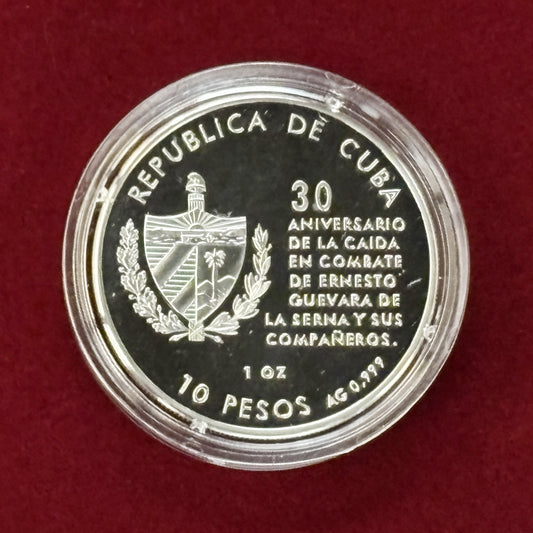 REPUBLICA DE CUBA
30
ANIVERSARIO
DE LA CAIDA
EN COMBATE
DE ERNESTO
GUEVARA DE
LA SERNA Y SUS
COMPAÑEROS.
1 OZ
10 PESOS AG 0,999